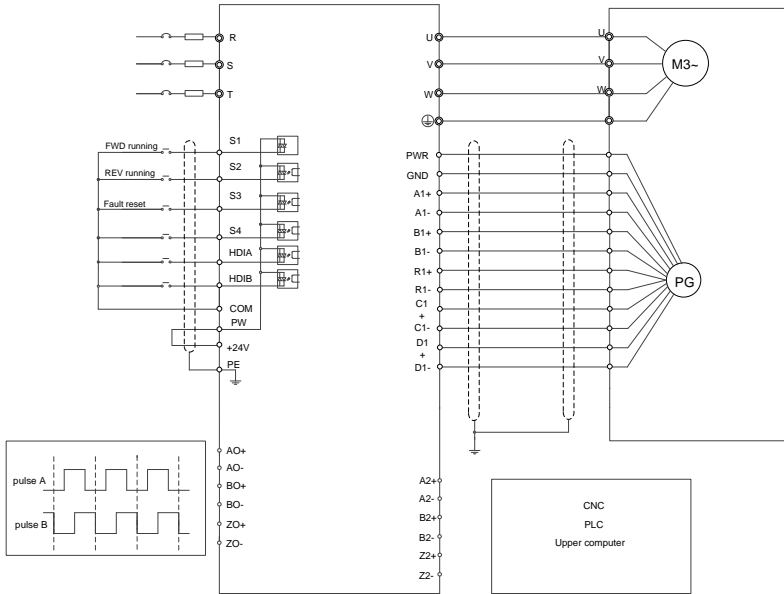 R
S
T
U
V
W
U
V
W
M3~
FWD running
REV running
Fault reset
S1
S2
S3
S4
HDIA
HDIB
COM
PW
+24V
PE
PWR
GND
A1+
A1-
B1+
B1-
R1+
R1-
C1
+
C1-
D1
+
D1-
PG
pulse A
pulse B
AO+
AO-
BO+
BO-
ZO+
ZO-
A2+
A2-
B2+
B2-
Z2+
Z2-
CNC
PLC
Upper computer